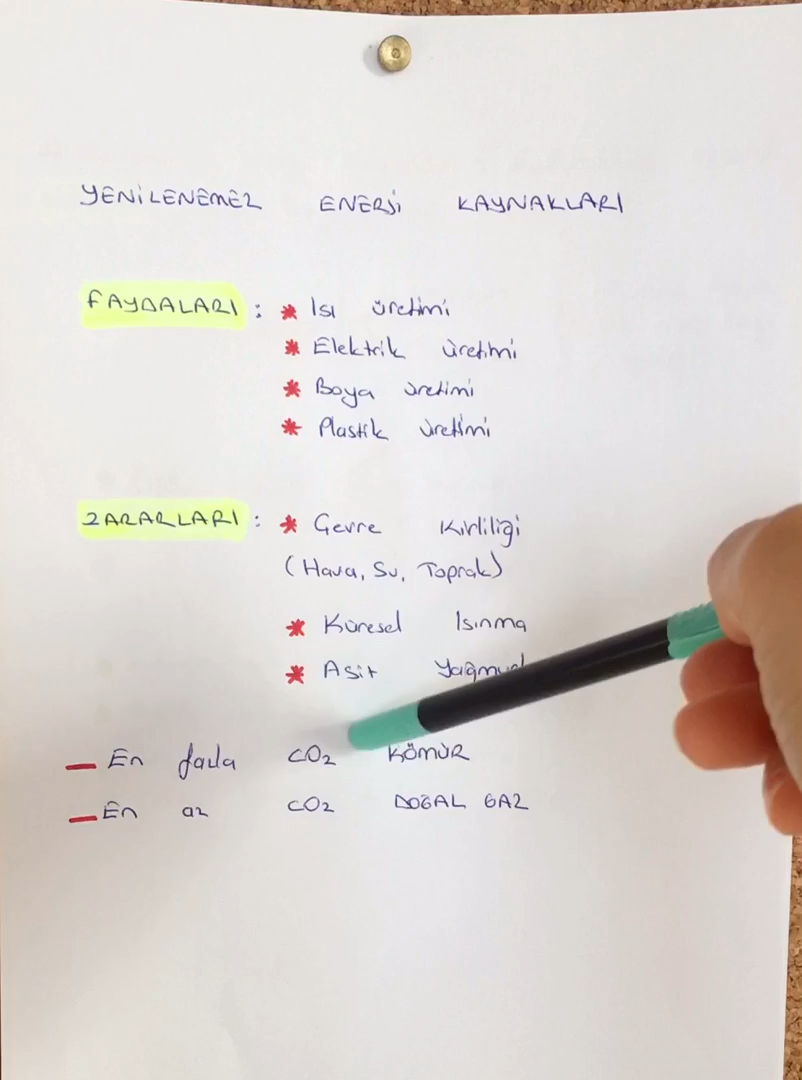 YENİLENEMEZ ENERJİ KAYNAKLARI
FAYDALARI : * Isı üretimi
* Elektrik üretimi
* Boya üretimi
* Plastik üretimi
ZARARLARI : * Çevre Kirliliği
(Hava, Su, Toprak)
* Küresel Isınma
* Asit
— En fazla CO2 KÖMÜR
— En az CO2 DOĞAL GAZ